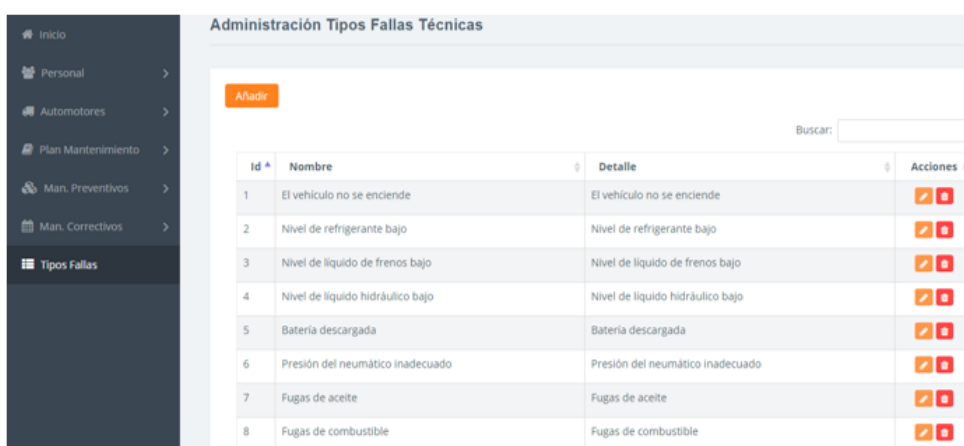 Inicio
Personal
Automotores
Plan Mantenimiento
Man. Preventivos
Man. Correctivos
Tipos Fallas
Administración Tipos Fallas Técnicas
Añadir
Buscar:
Id Nombre Detalle Acciones
1 El vehículo no se enciende El vehículo no se enciende
2 Nivel de refrigerante bajo Nivel de refrigerante bajo
3 Nivel de líquido de frenos bajo Nivel de líquido de frenos bajo
4 Nivel de líquido hidráulico bajo Nivel de líquido hidráulico bajo
5 Batería descargada Batería descargada
6 Presión del neumático inadecuado Presión del neumático inadecuado
7 Fugas de aceite Fugas de aceite
8 Fugas de combustible Fugas de combustible